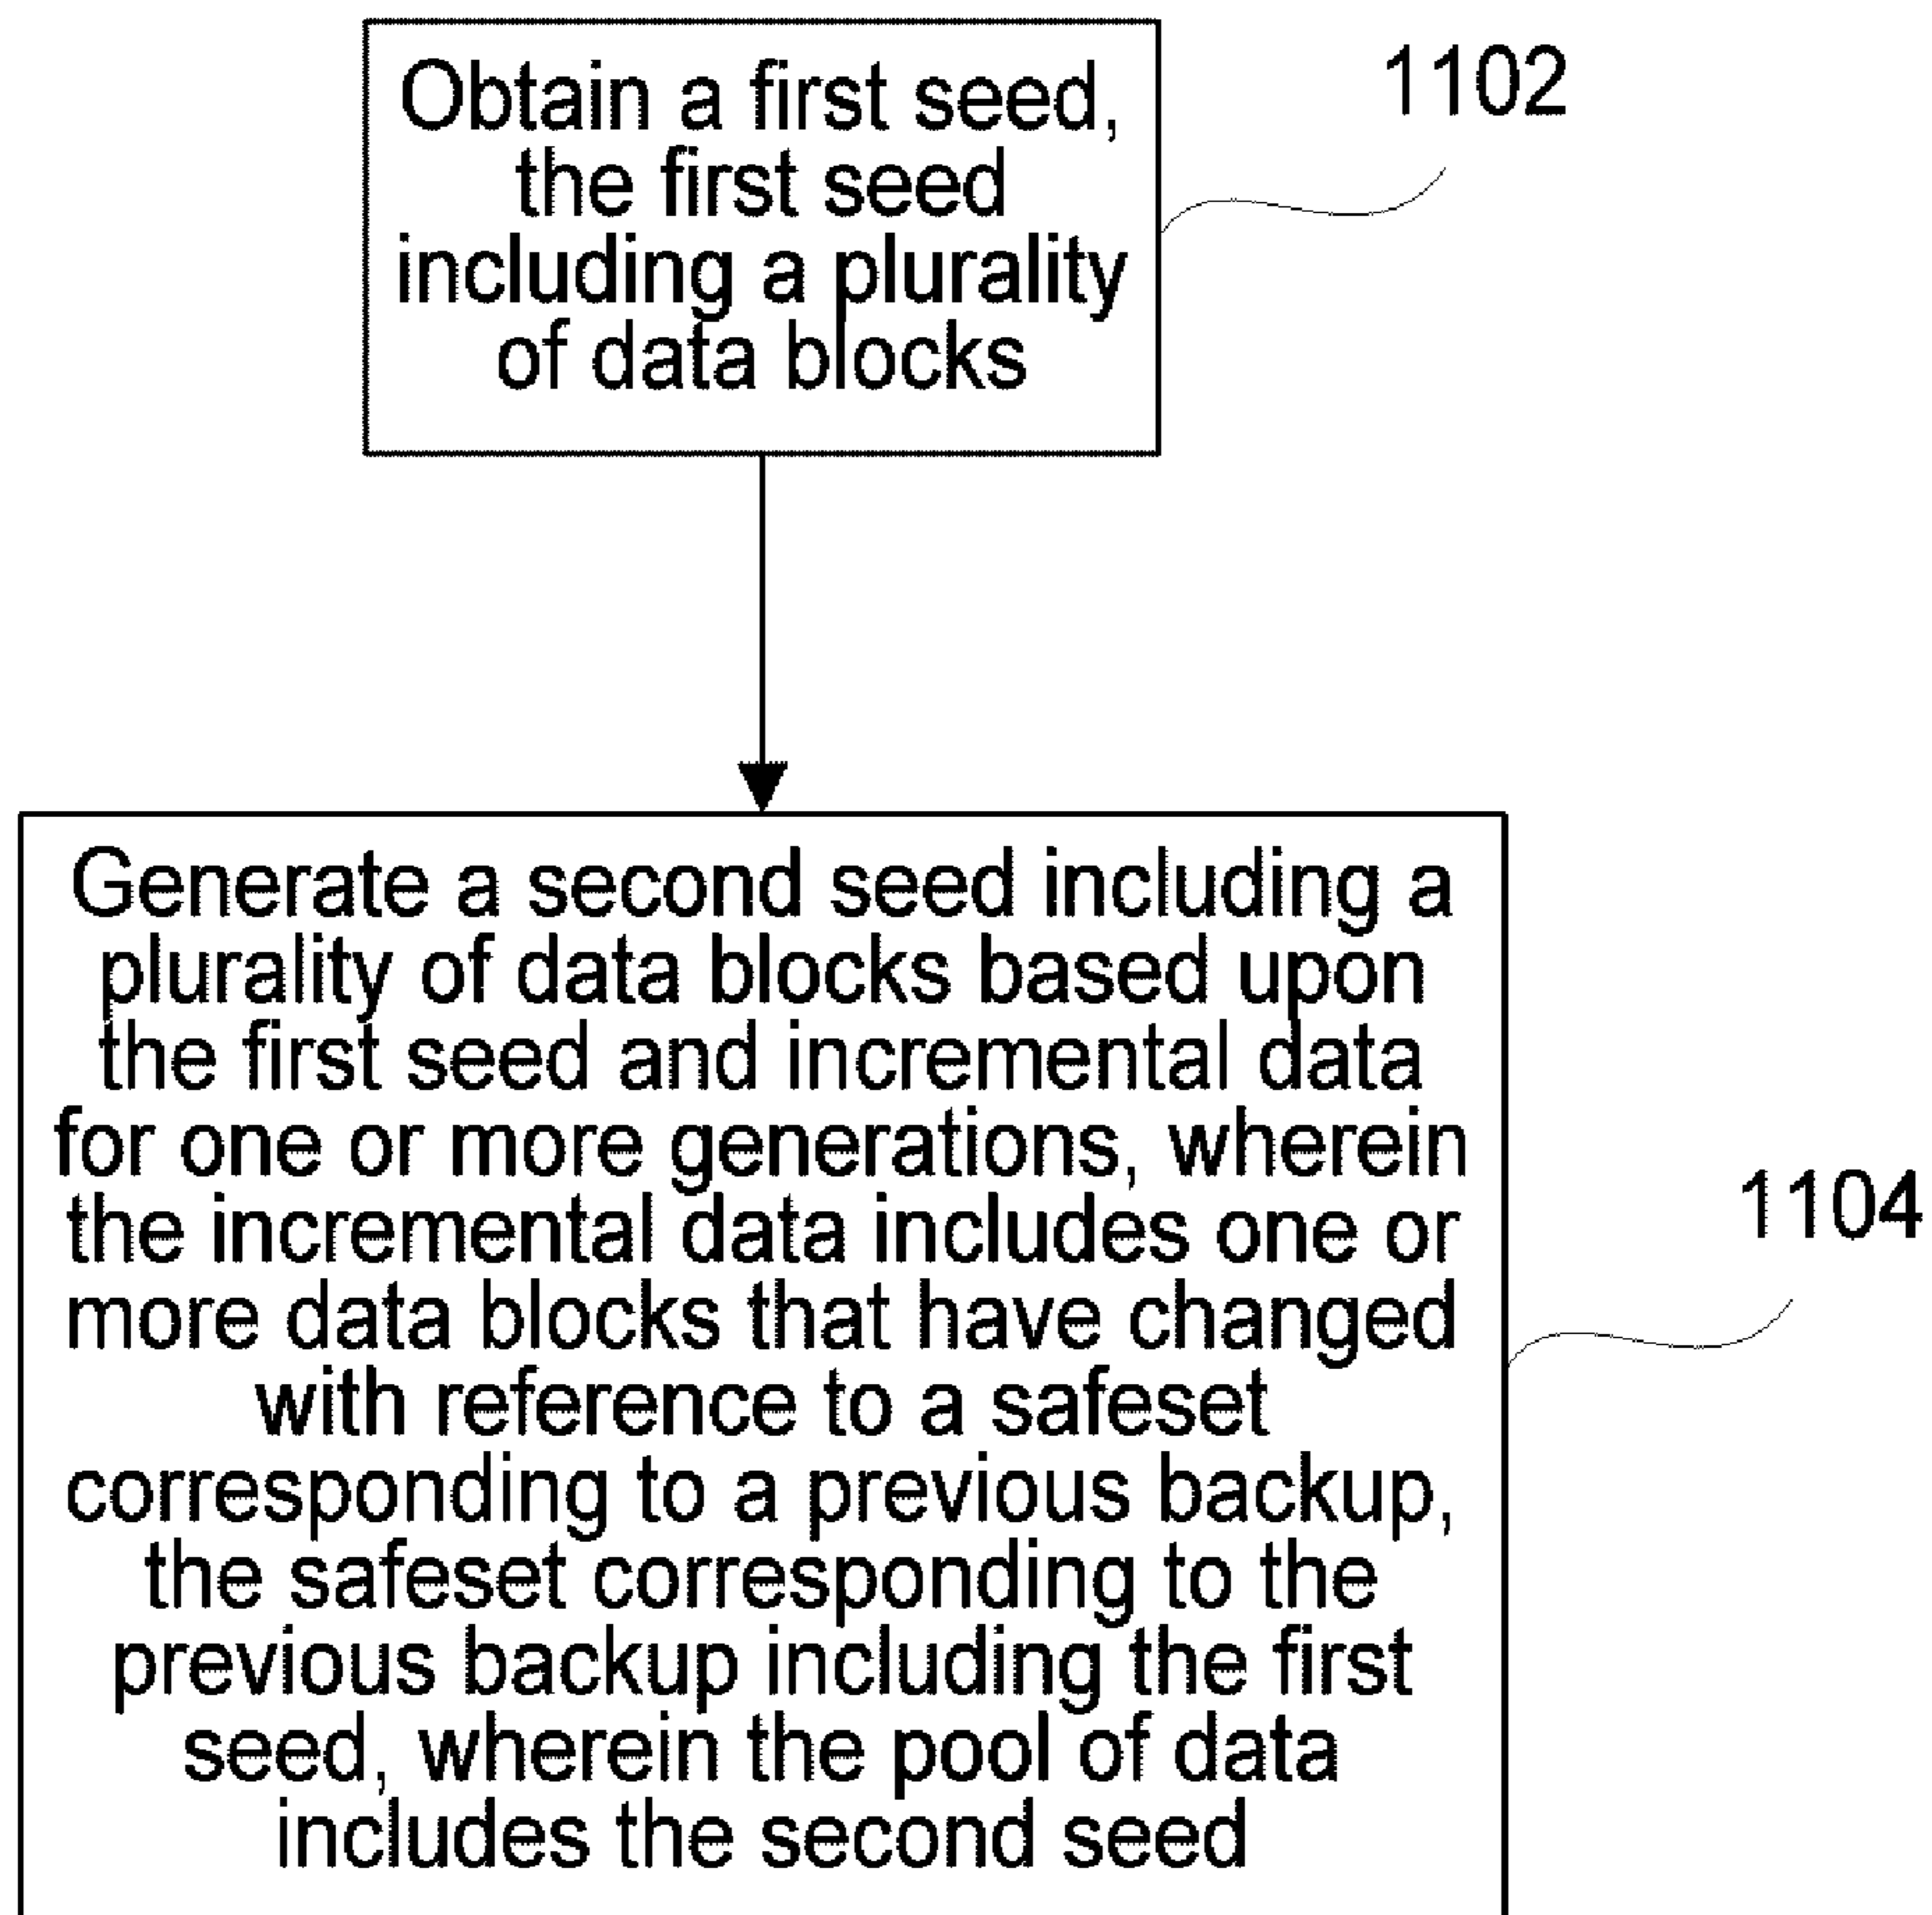 Obtain a first seed,
the first seed
including a plurality
of data blocks
1102
Generate a second seed including a
plurality of data blocks based upon
the first seed and incremental data
for one or more generations, wherein
the incremental data includes one or
more data blocks that have changed
with reference to a safeset
corresponding to a previous backup,
the safeset corresponding to the
previous backup including the first
seed, wherein the pool of data
includes the second seed
1104